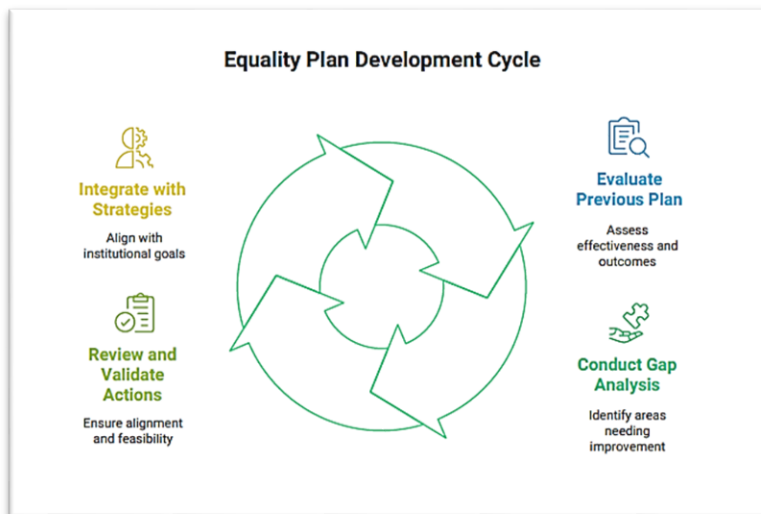 Equality Plan Development Cycle
Integrate with
Strategies
Align with
institutional goals
Evaluate
Previous Plan
Assess
effectiveness and
outcomes
Review and
Validate
Actions
Ensure alignment
and feasibility
Conduct Gap
Analysis
Identify areas
needing
improvement